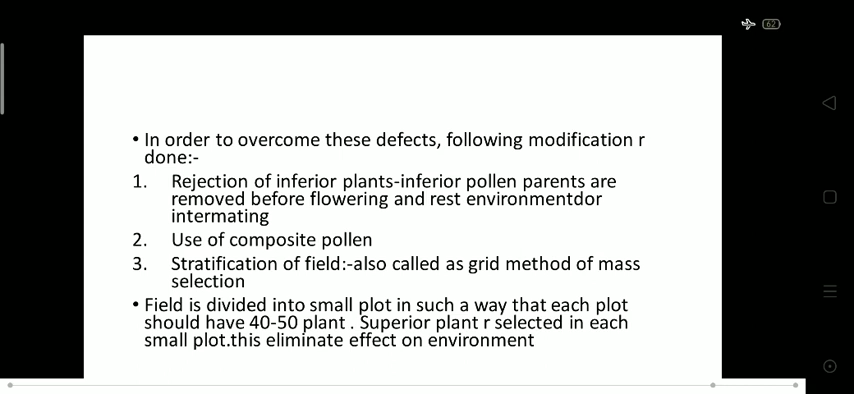 62
• In order to overcome these defects, following modification r
done:-
1. Rejection of inferior plants-inferior pollen parents are
removed before flowering and rest environmentdor
intermating
2. Use of composite pollen
3. Stratification of field:-also called as grid method of mass
selection
• Field is divided into small plot in such a way that each plot
should have 40-50 plant . Superior plant r selected in each
small plot.this eliminate effect on environment